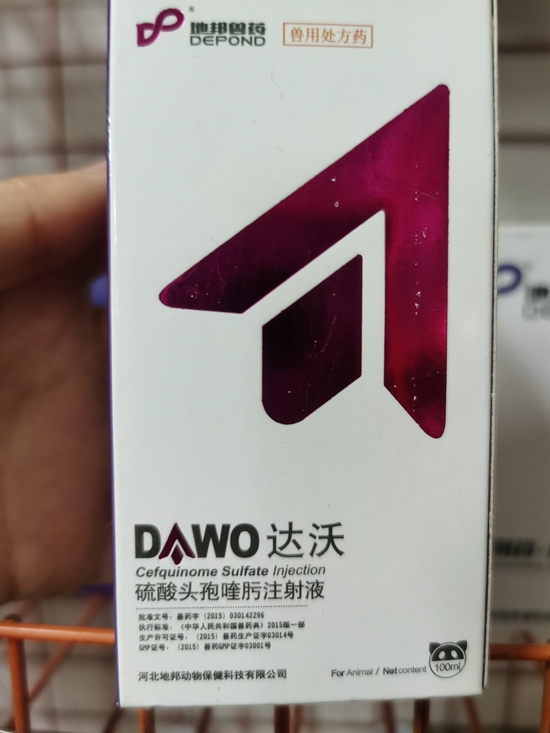 地邦兽药®
DEPOND
兽用处方药
DAWO 达沃
Cefquinome Sulfate Injection
硫酸头孢喹肟注射液
批准文号：兽药字（2015）030142296
执行标准：《中华人民共和国兽药典》2015版一部
生产许可证号：（2015）兽药生产证字03014号
GMP证号：（2015）兽药GMP证字03001号
河北地邦动物保健科技有限公司
For Animal / Net content
100ml